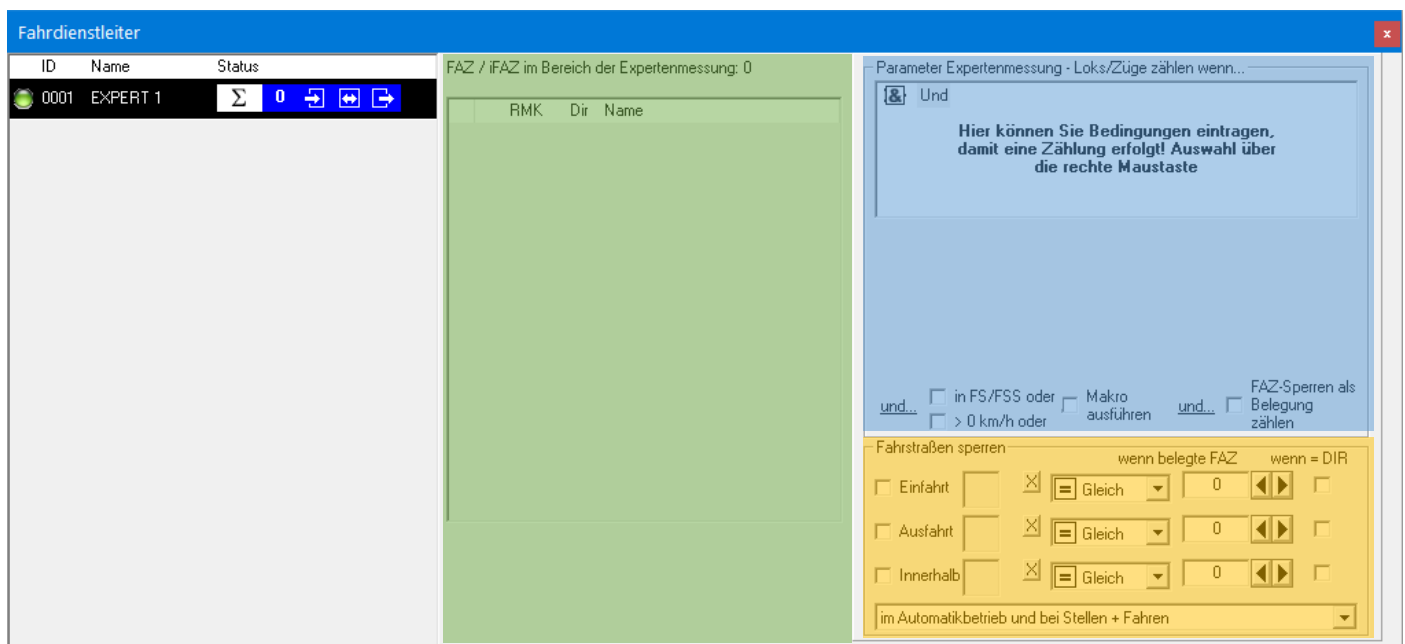 Fahrdienstleiter
x
ID Name Status
0001 EXPERT 1 Σ 0
FAZ / iFAZ im Bereich der Expertenmessung: 0
RMK Dir Name
Parameter Expertenmessung - Loks/Züge zählen wenn...
& Und
Hier können Sie Bedingungen eintragen,
damit eine Zählung erfolgt! Auswahl über
die rechte Maustaste
und...
in FS/FSS oder
> 0 km/h oder
Makro
ausführen
und...
FAZ-Sperren als
Belegung
zählen
Fahrstraßen sperren
wenn belegte FAZ wenn = DIR
Einfahrt X = Gleich 0
Ausfahrt X = Gleich 0
Innerhalb X = Gleich 0
im Automatikbetrieb und bei Stellen + Fahren